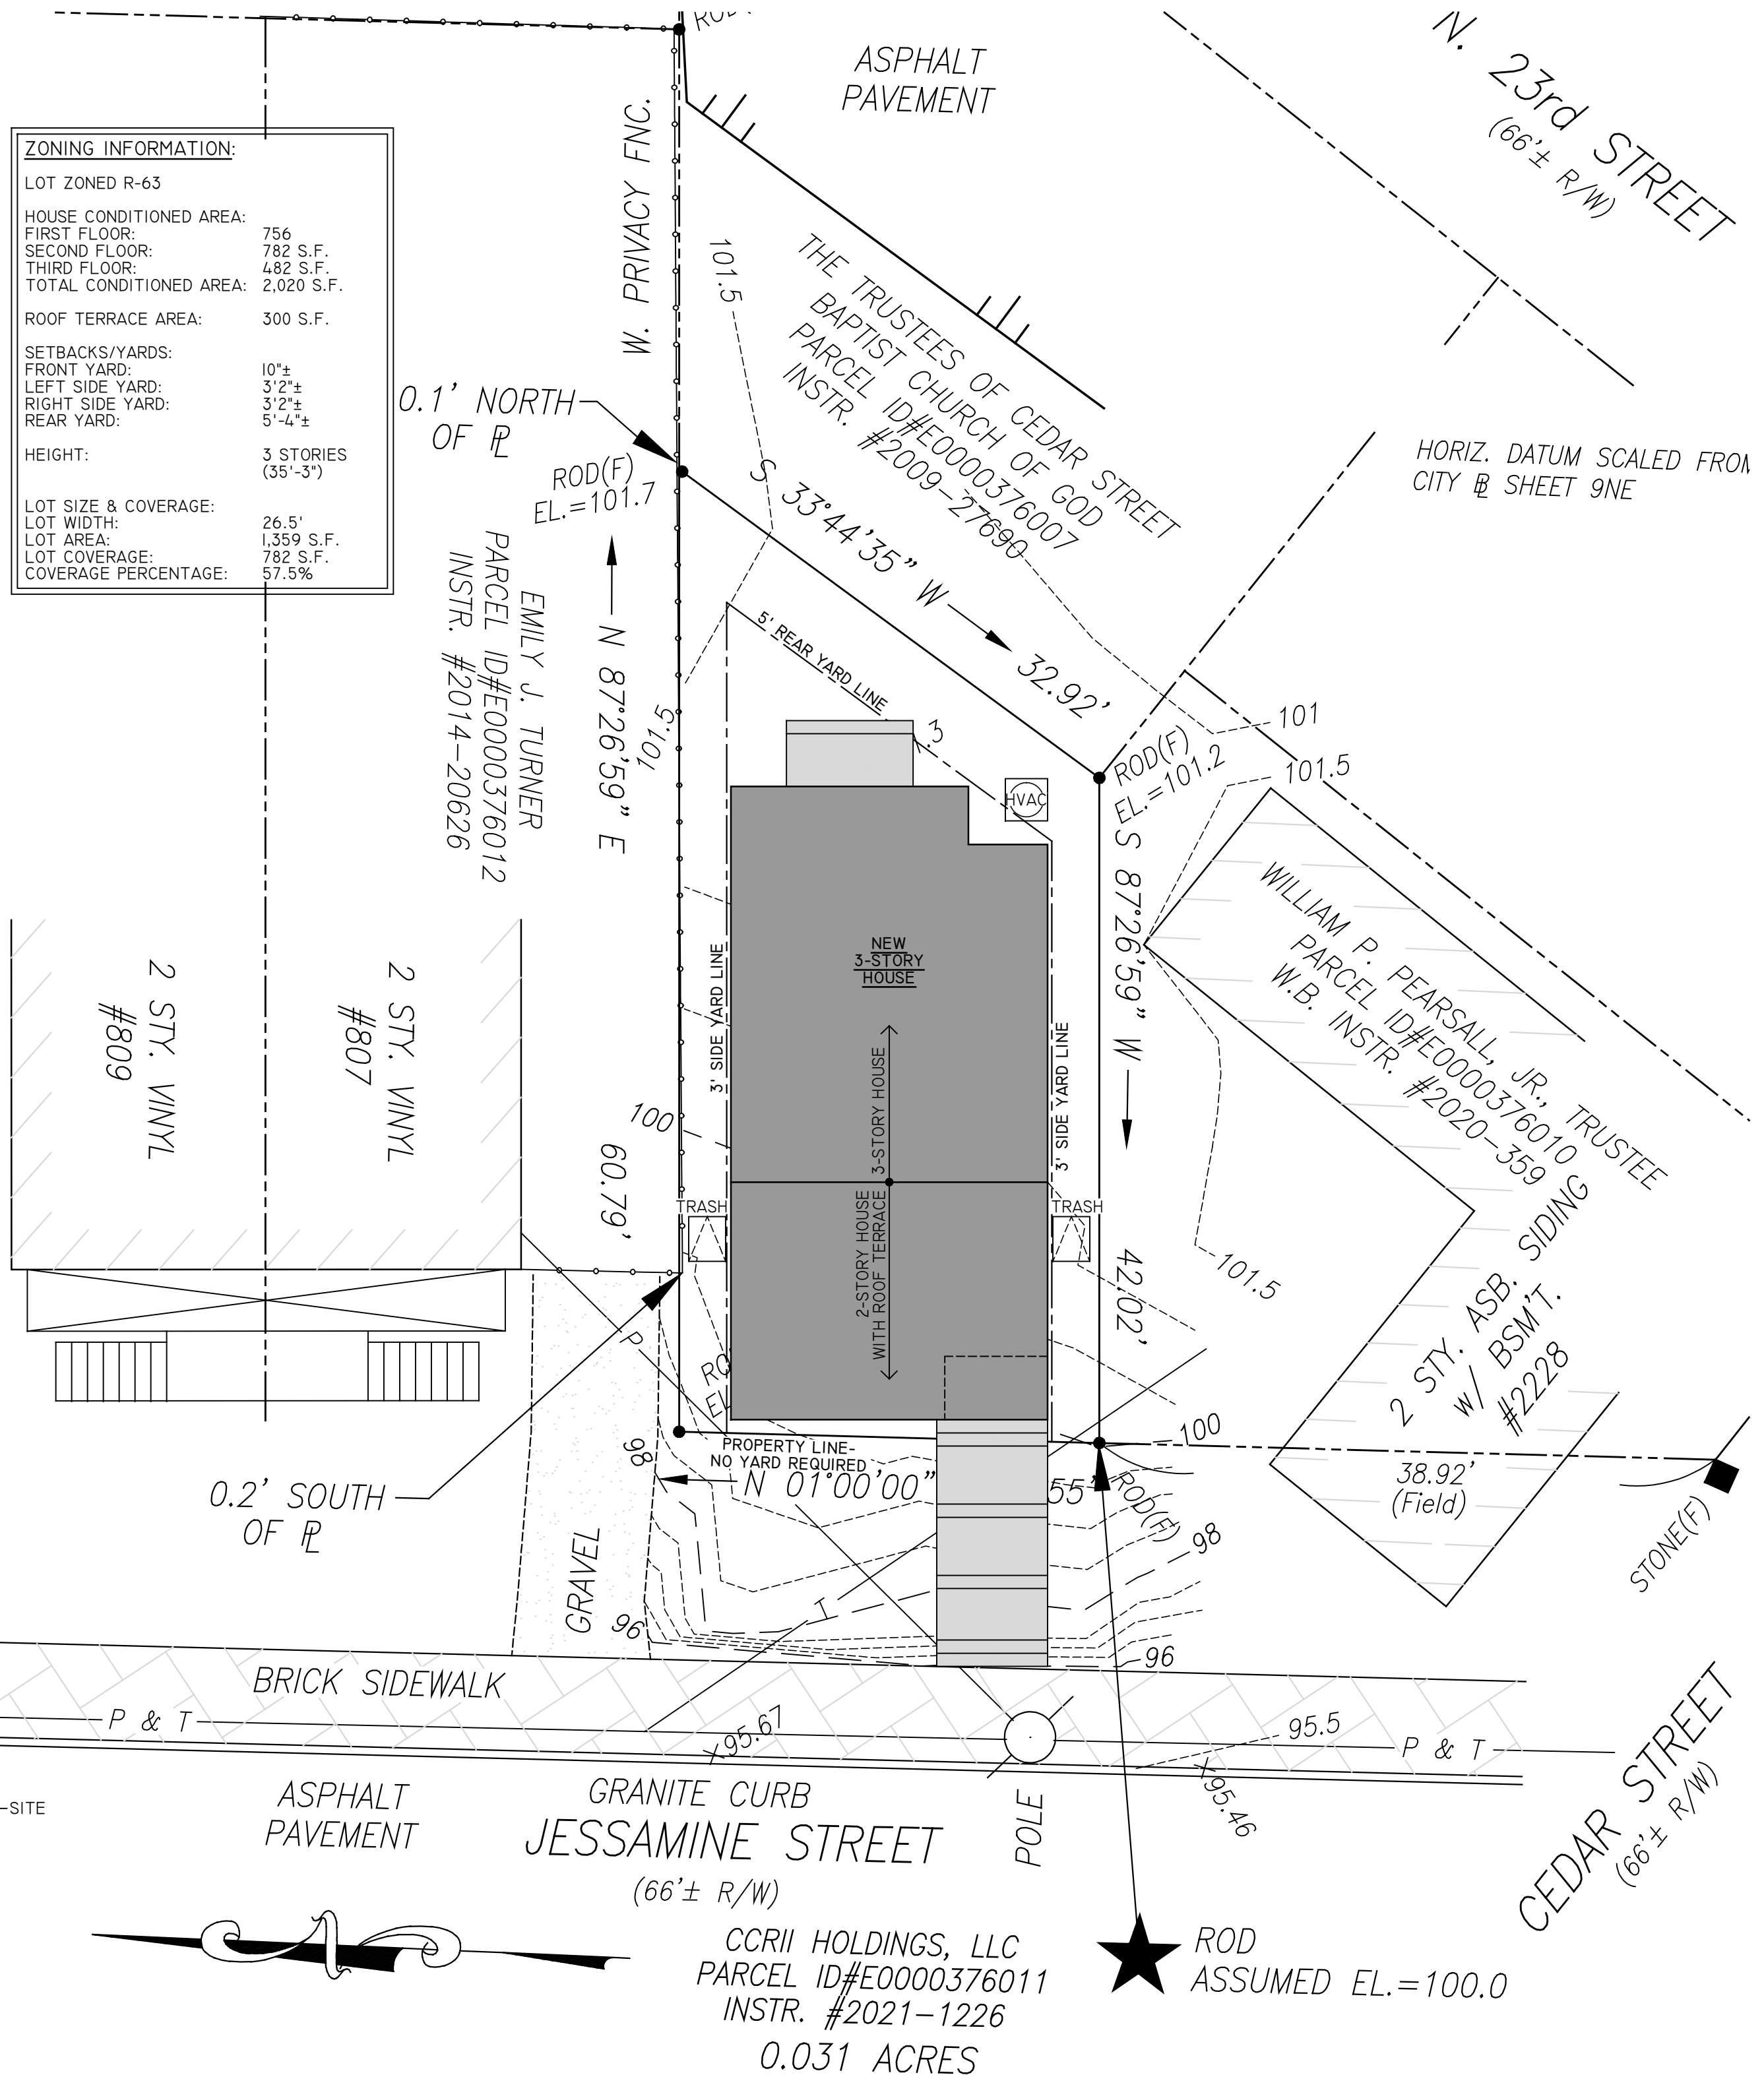 ROD(
ASPHALT
PAVEMENT
N. 23rd STREET
(66'± R/W)
ZONING INFORMATION:
LOT ZONED R-63
HOUSE CONDITIONED AREA:
FIRST FLOOR: 756
SECOND FLOOR: 782 S.F.
THIRD FLOOR: 482 S.F.
TOTAL CONDITIONED AREA: 2,020 S.F.
ROOF TERRACE AREA: 300 S.F.
SETBACKS/YARDS:
FRONT YARD: 10"±
LEFT SIDE YARD: 3'2"±
RIGHT SIDE YARD: 3'2"±
REAR YARD: 5'-4"±
HEIGHT: 3 STORIES
(35'-3")
LOT SIZE & COVERAGE:
LOT WIDTH: 26.5'
LOT AREA: 1,359 S.F.
LOT COVERAGE: 782 S.F.
COVERAGE PERCENTAGE: 57.5%
W. PRIVACY FNC.
101.5
THE TRUSTEES OF CEDAR STREET
BAPTIST CHURCH OF GOD
PARCEL ID#E0000376007
INSTR. #2009-27690
0.1' NORTH
OF ℄
ROD(F)
EL.=101.7
HORIZ. DATUM SCALED FROM
CITY ℄ SHEET 9NE
S 33°44'35" W
32.92'
EMILY J. TURNER
PARCEL ID#E0000376012
INSTR. #2014-20626
N 87°26'59" E
60.79'
101.5
5' REAR YARD LINE
.3
HVAC
101
101.5
ROD(F)
EL.=101.2
S 87°26'59" W
42.02'
WILLIAM P. PEARSALL, JR., TRUSTEE
PARCEL ID#E0000376010
W.B. INSTR. #2020-359
NEW
3-STORY
HOUSE
3' SIDE YARD LINE
3' SIDE YARD LINE
3-STORY HOUSE
2-STORY HOUSE
WITH ROOF TERRACE
2 STY. VINYL
#809
2 STY. VINYL
#807
100
TRASH
TRASH
101.5
2 STY. ASB. SIDING
w/ BSM'T.
#2228
P
RO
EL
98
PROPERTY LINE-
NO YARD REQUIRED
N 01°00'00"
55'
ROD(F)
100
38.92'
(Field)
STONE(F)
0.2' SOUTH
OF ℄
GRAVEL
98
T
96
96
BRICK SIDEWALK
P & T
95.67
95.5
P & T
95.46
-SITE
ASPHALT
PAVEMENT
GRANITE CURB
JESSAMINE STREET
(66'± R/W)
POLE
CEDAR STREET
(66'± R/W)
CCRII HOLDINGS, LLC
PARCEL ID#E0000376011
INSTR. #2021-1226
0.031 ACRES
ROD
ASSUMED EL.=100.0